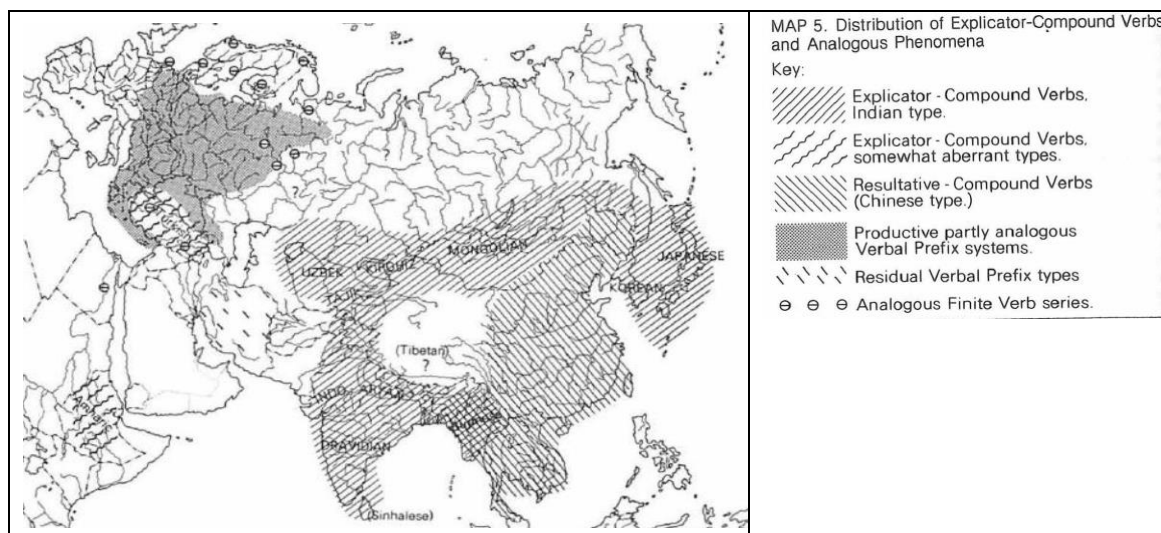 MAP 5. Distribution of Explicator-Compound Verbs
and Analogous Phenomena
Key:
Explicator - Compound Verbs,
Indian type.
Explicator - Compound Verbs,
somewhat aberrant types.
Resultative - Compound Verbs
(Chinese type.)
Productive partly analogous
Verbal Prefix systems.
Residual Verbal Prefix types
Analogous Finite Verb series.
?
?
UZBEK
KIRGUIZ
MONGOLIAN
JAPANESE
TAJIK
KOREAN
(Tibetan)
?
INDO-ARYAN
Burmese
DRAVIDIAN
(Sinhalese)